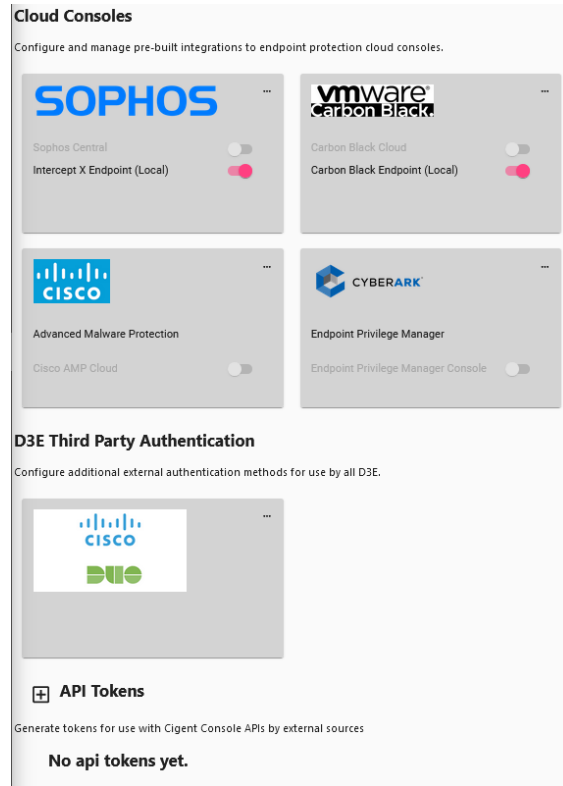 Cloud Consoles
Configure and manage pre-built integrations to endpoint protection cloud consoles.
SOPHOS
...
Sophos Central
Intercept X Endpoint (Local)
vmware®
Carbon Black.
...
Carbon Black Cloud
Carbon Black Endpoint (Local)
CISCO
...
Advanced Malware Protection
Cisco AMP Cloud
CYBERARK
...
Endpoint Privilege Manager
Endpoint Privilege Manager Console
D3E Third Party Authentication
Configure additional external authentication methods for use by all D3E.
CISCO
DUO
...
API Tokens
Generate tokens for use with Cigent Console APIs by external sources
No api tokens yet.